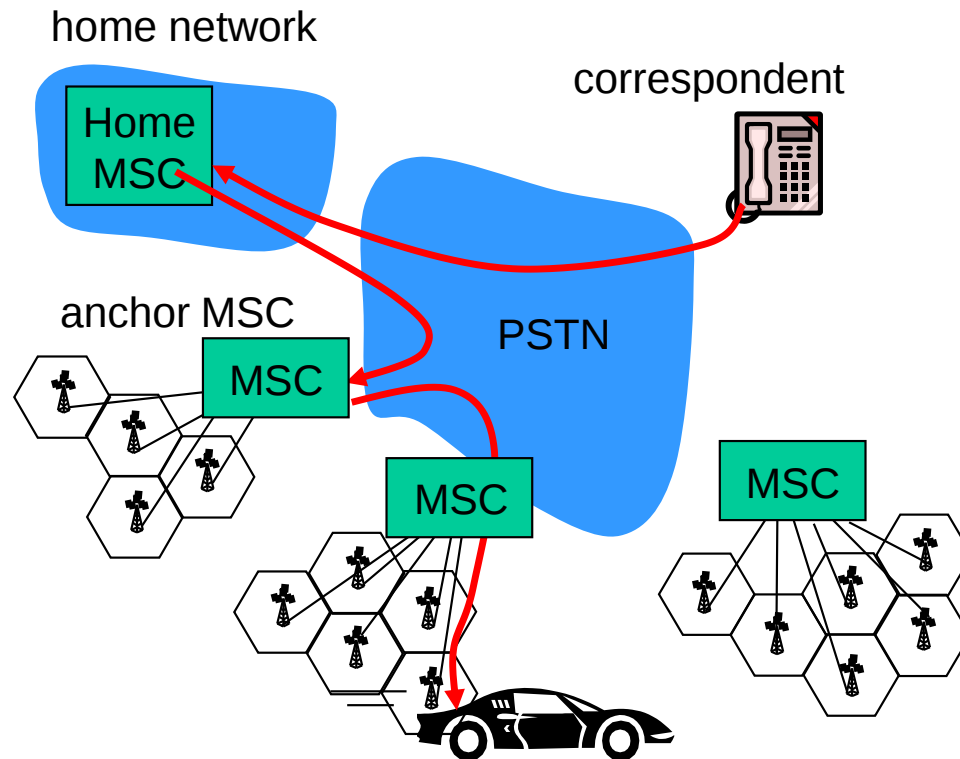 home network
correspondent
Home
MSC
anchor MSC
PSTN
MSC
MSC
MSC